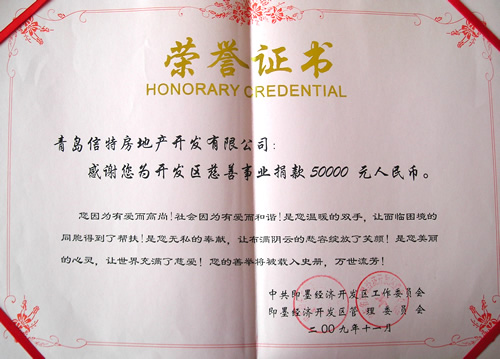 荣誉证书
HONORARY CREDENTIAL
青岛信特房地产开发有限公司:
感谢您为开发区慈善事业捐款50000 元人民币。
您因为有爱而高尚!社会因为有爱而和谐!是您温暖的双手,让面临困境的
同胞得到了帮扶!是您无私的奉献,让布满阴云的愁容绽放了笑颜!是您美丽
的心灵,让世界充满了慈爱!您的善举将被载入史册,万世流芳!
中共即墨经济开发区工作委员会
即墨经济开发区管理委员会
二00九年十一月